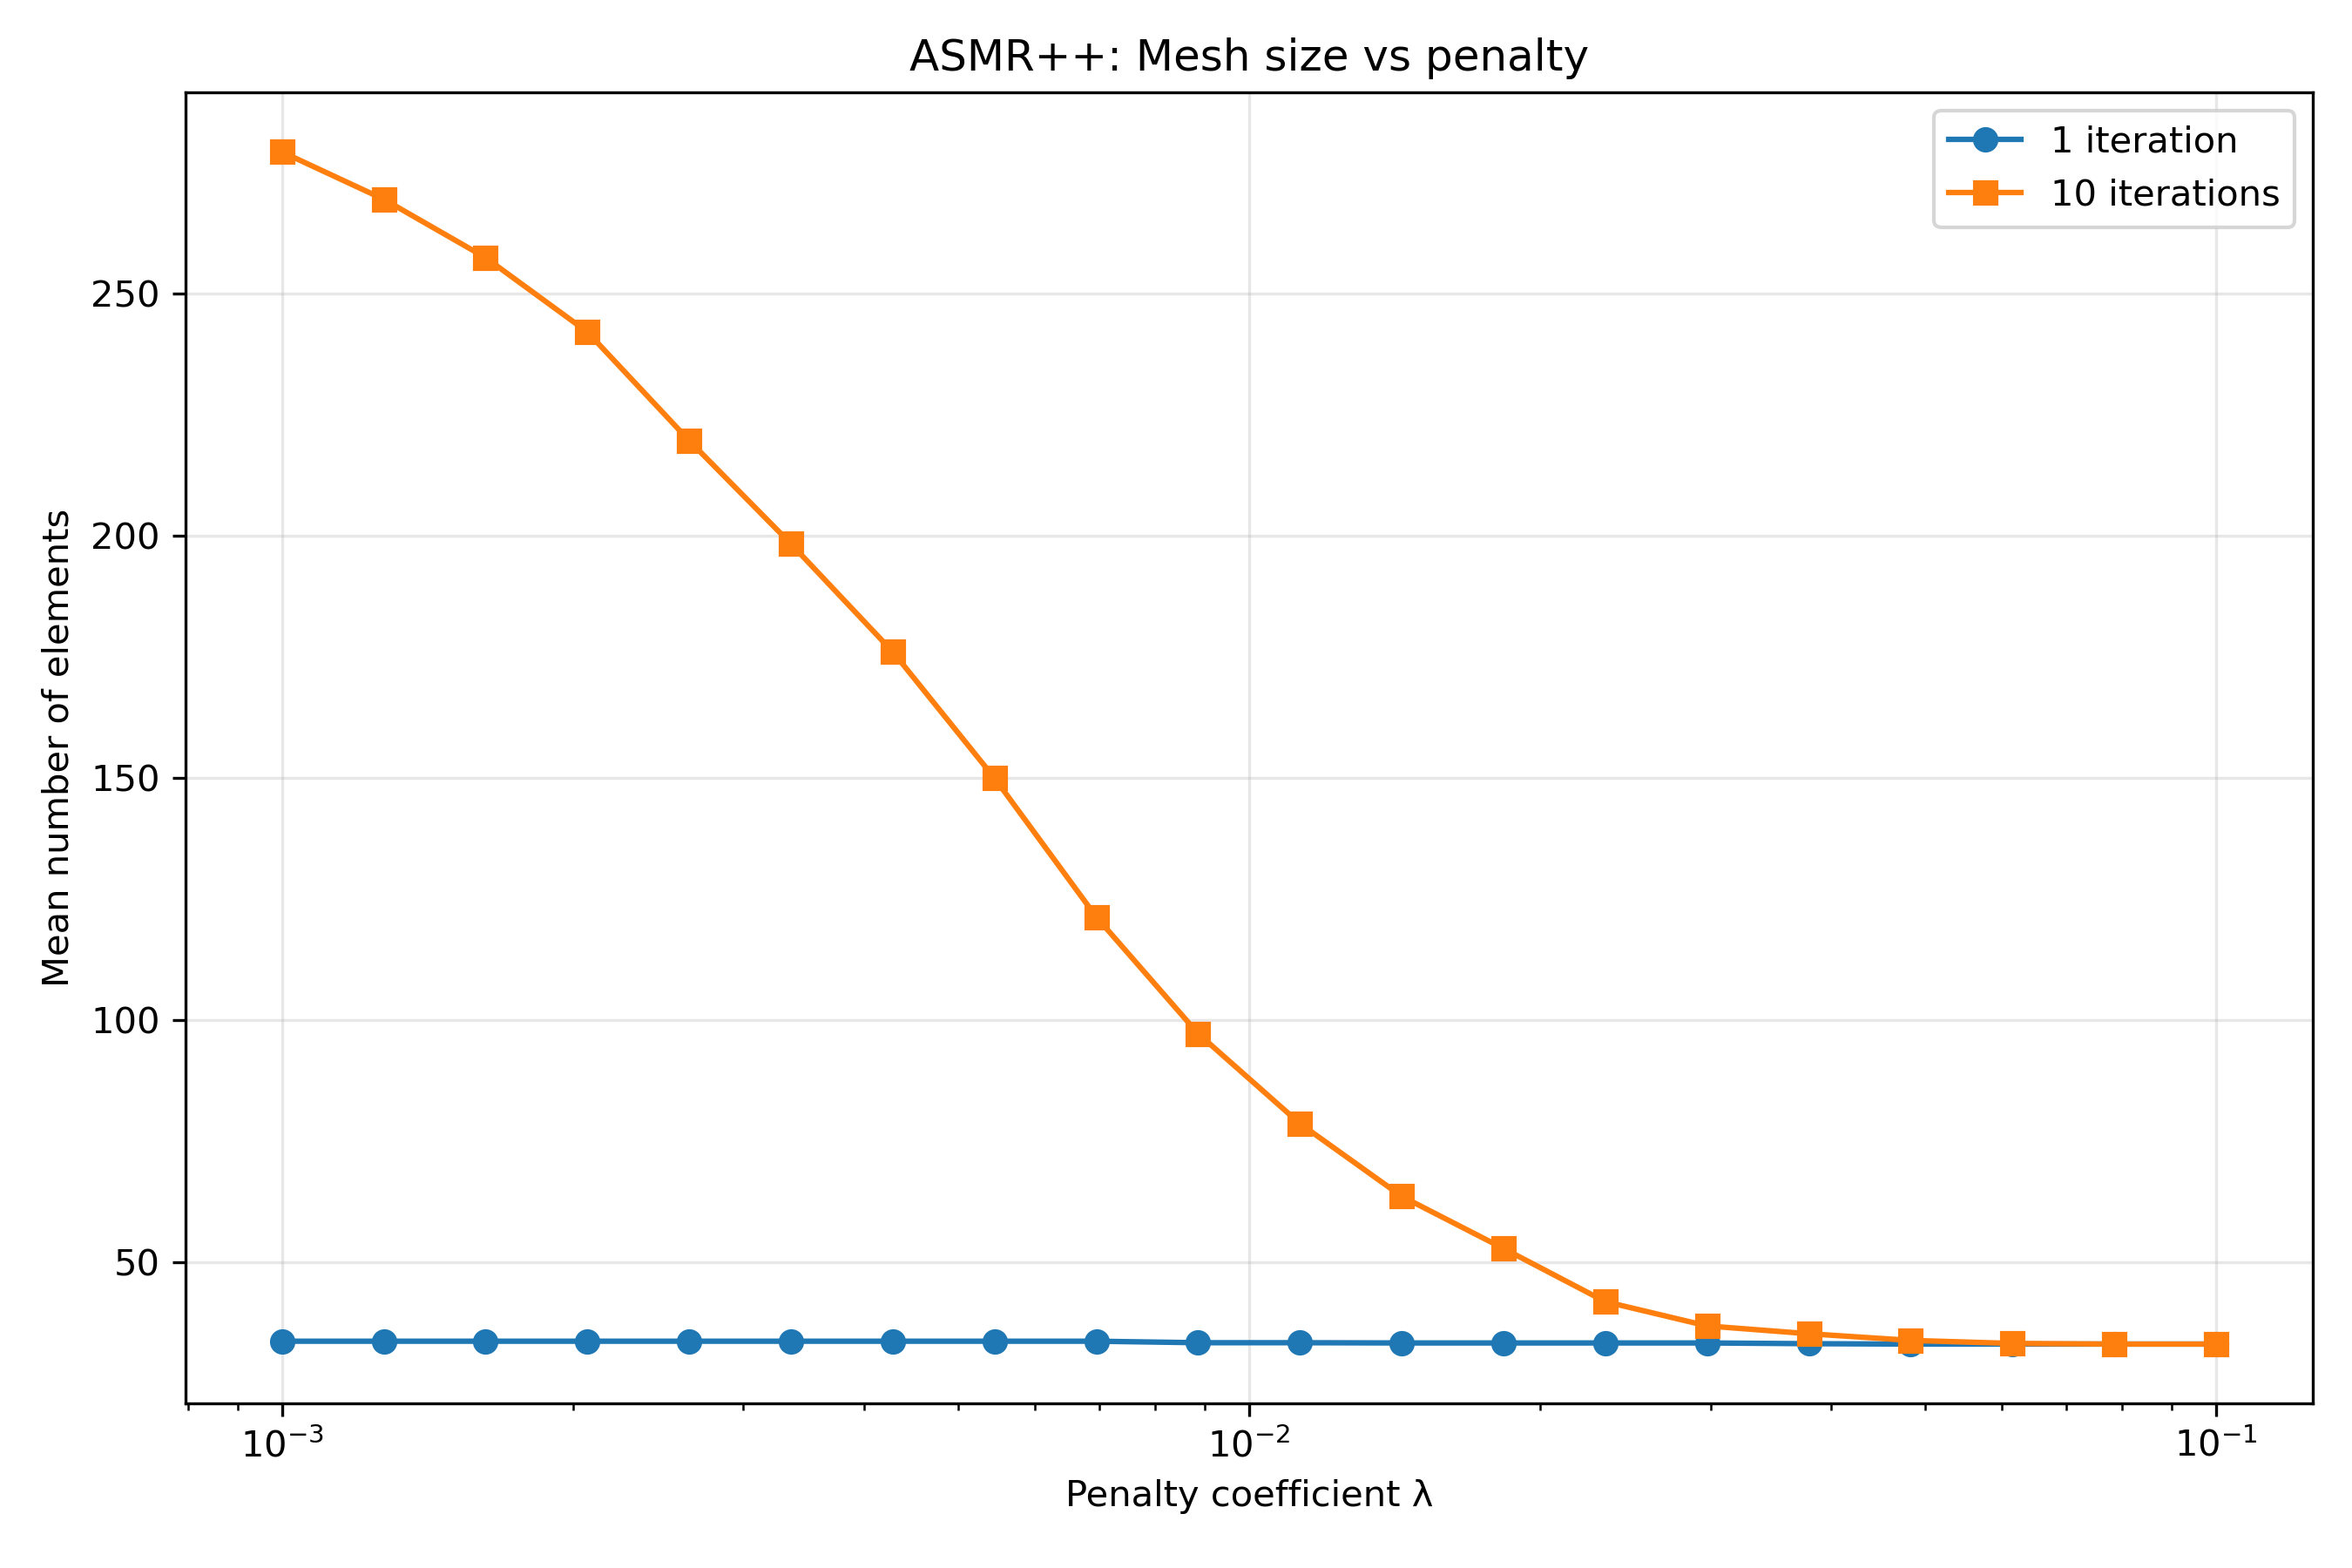 ASMR++: Mesh size vs penalty
1 iteration
10 iterations
Mean number of elements
250
200
150
100
50
10⁻³
10⁻²
10⁻¹
Penalty coefficient λ